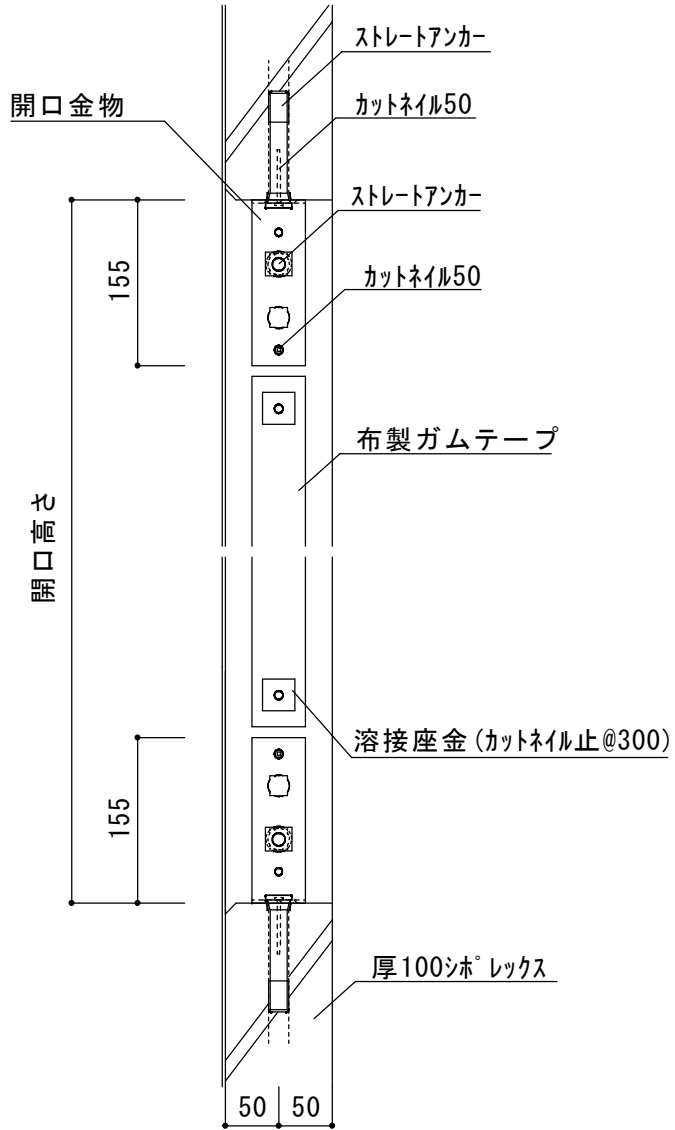 ストレートアンカー
開口金物
カットネイル50
ストレートアンカー
155
カットネイル50
布製ガムテープ
開口高さ
溶接座金(カットネイル止@300)
155
厚100シポレックス
50
50